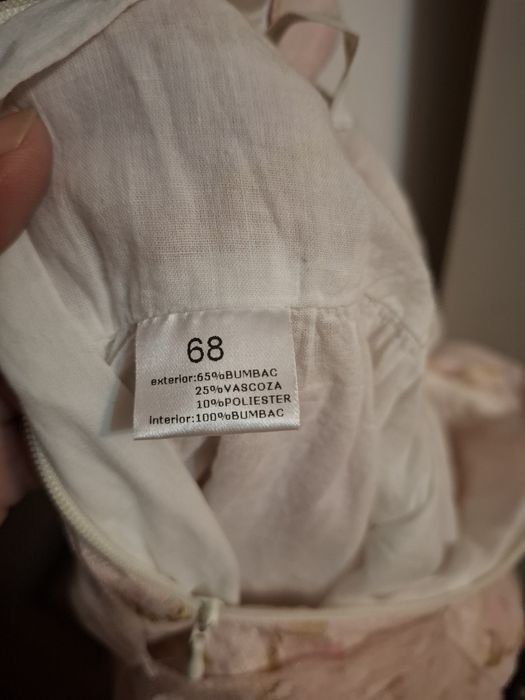 68
exterior:65%BUMBAC
25%VASCOZA
10%POLIESTER
interior:100%BUMBAC